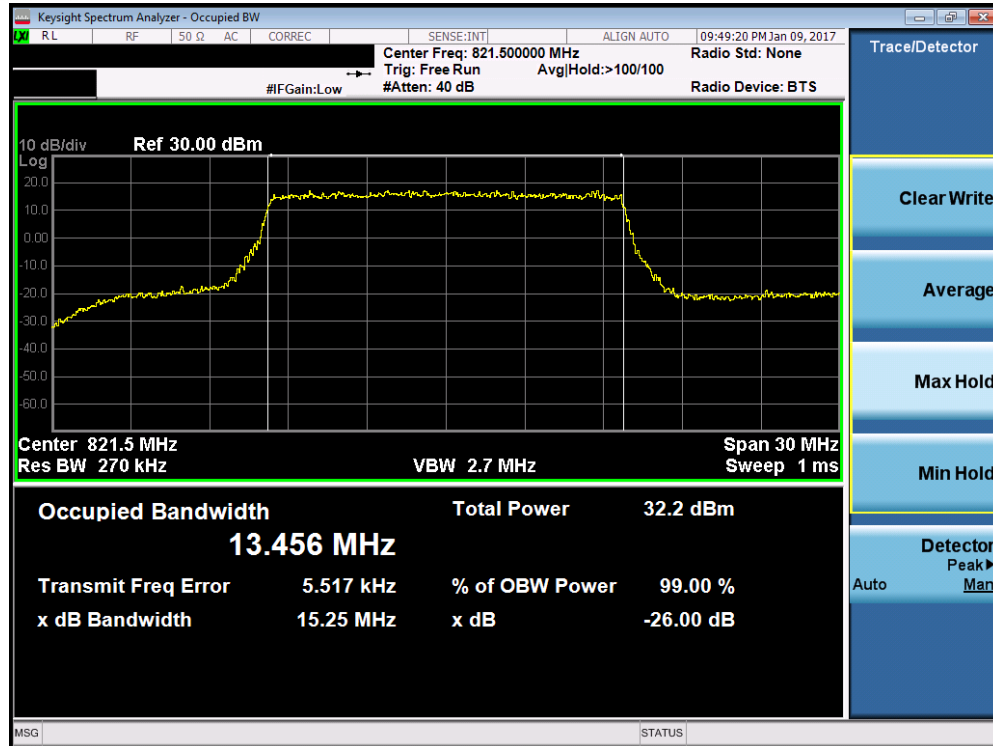 Keysight Spectrum Analyzer - Occupied BW
LXI RL RF 50 Ω AC CORREC SENSE:INT ALIGN AUTO 09:49:20 PM Jan 09, 2017
Center Freq: 821.500000 MHz Radio Std: None
Trig: Free Run Avg|Hold:>100/100
#IFGain:Low #Atten: 40 dB Radio Device: BTS
10 dB/div Ref 30.00 dBm
Log
20.0
10.0
0.00
-10.0
-20.0
-30.0
-40.0
-50.0
-60.0
Center 821.5 MHz Span 30 MHz
Res BW 270 kHz VBW 2.7 MHz Sweep 1 ms
Occupied Bandwidth Total Power 32.2 dBm
13.456 MHz
Transmit Freq Error 5.517 kHz % of OBW Power 99.00 %
x dB Bandwidth 15.25 MHz x dB -26.00 dB
MSG STATUS
Trace/Detector
Clear Write
Average
Max Hold
Min Hold
Detector
Peak▶
Auto Man